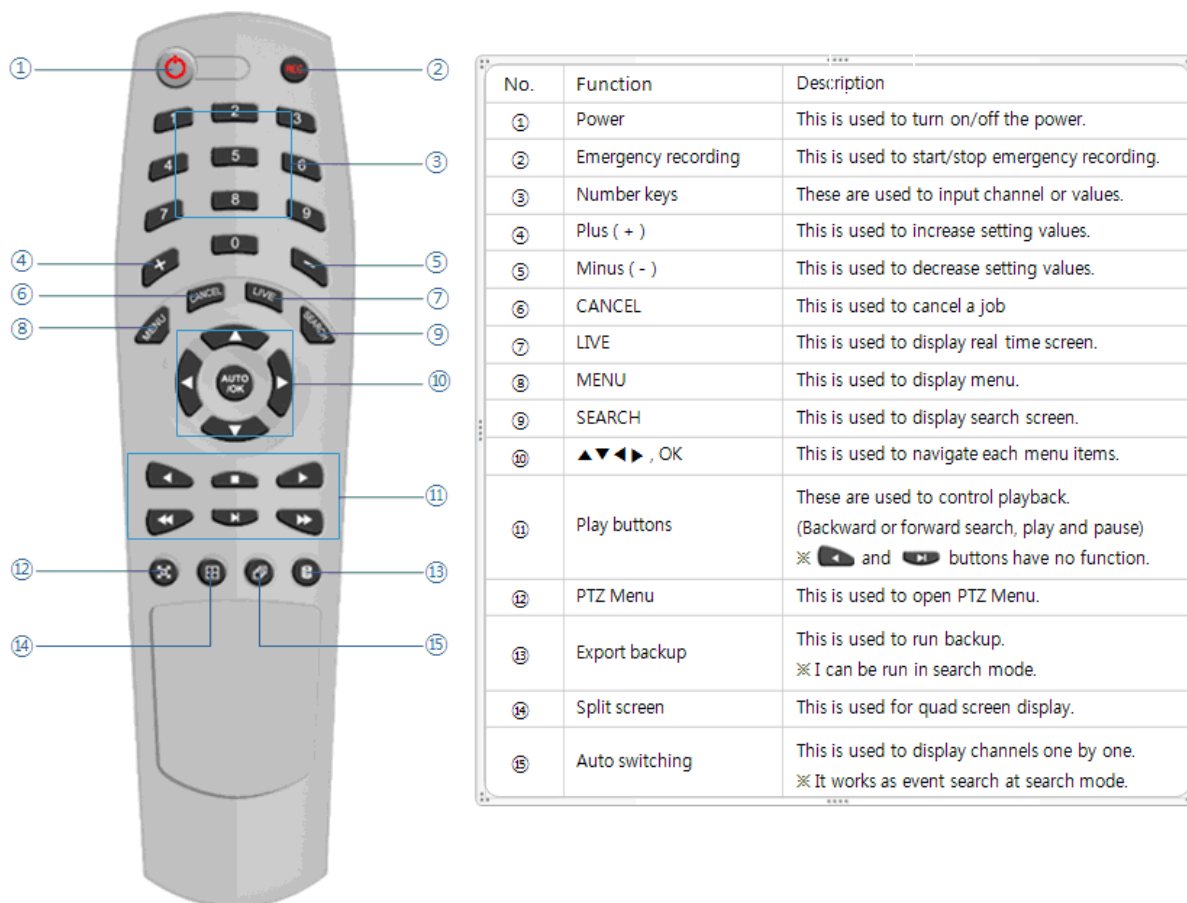 ①
②
REC
1 2 3
4 5 6
③
7 8 9
0
④ + - ⑤
⑥ CANCEL LIVE ⑦
⑧ MENU SEARCH ⑨
▲
◀ AUTO
/OK ▶ ⑩
▼
⑪
⑫ ⑬
⑭ ⑮
No. Function Description
① Power This is used to turn on/off the power.
② Emergency recording This is used to start/stop emergency recording.
③ Number keys These are used to input channel or values.
④ Plus ( + ) This is used to increase setting values.
⑤ Minus ( - ) This is used to decrease setting values.
⑥ CANCEL This is used to cancel a job
⑦ LIVE This is used to display real time screen.
⑧ MENU This is used to display menu.
⑨ SEARCH This is used to display search screen.
⑩ ▲▼◀▶ , OK This is used to navigate each menu items.
⑪ Play buttons These are used to control playback.
(Backward or forward search, play and pause)
※ ◀ and ▶| buttons have no function.
⑫ PTZ Menu This is used to open PTZ Menu.
⑬ Export backup This is used to run backup.
※ I can be run in search mode.
⑭ Split screen This is used for quad screen display.
⑮ Auto switching This is used to display channels one by one.
※ It works as event search at search mode.